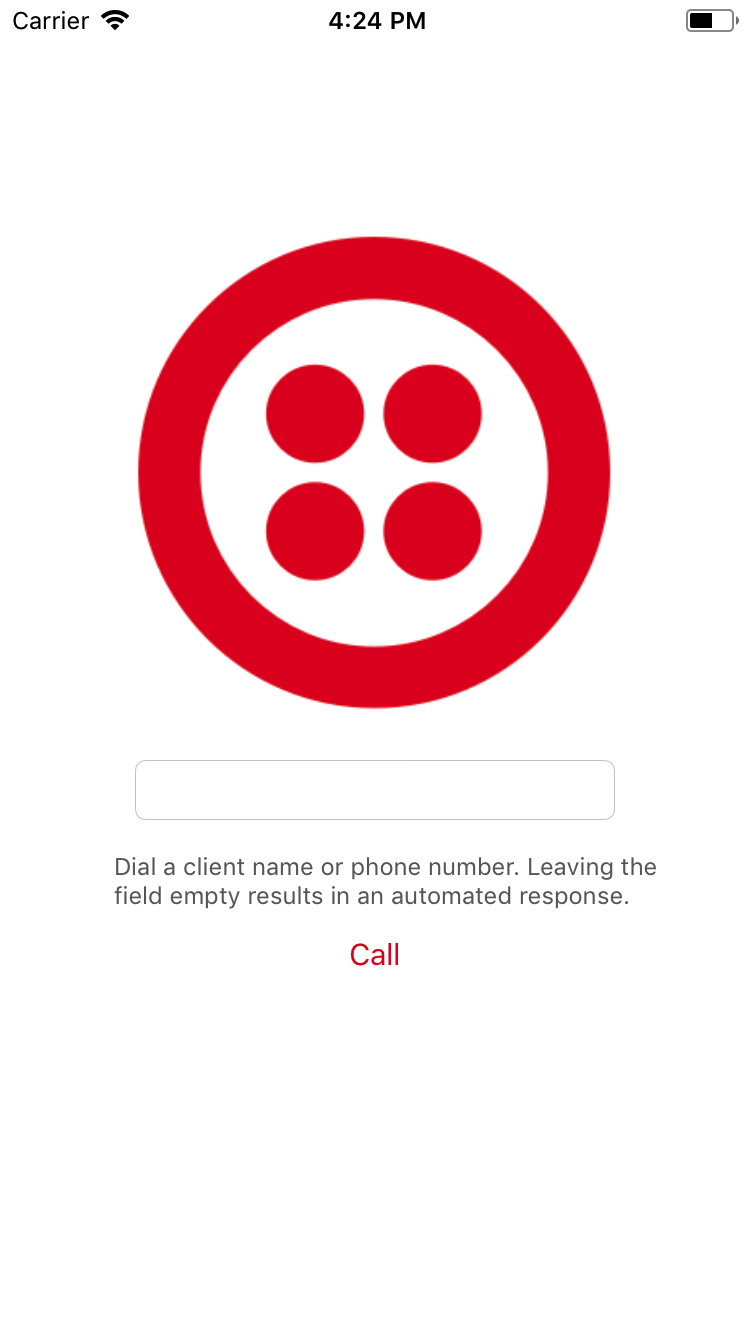 Carrier 4:24 PM
Dial a client name or phone number. Leaving the
field empty results in an automated response.
Call